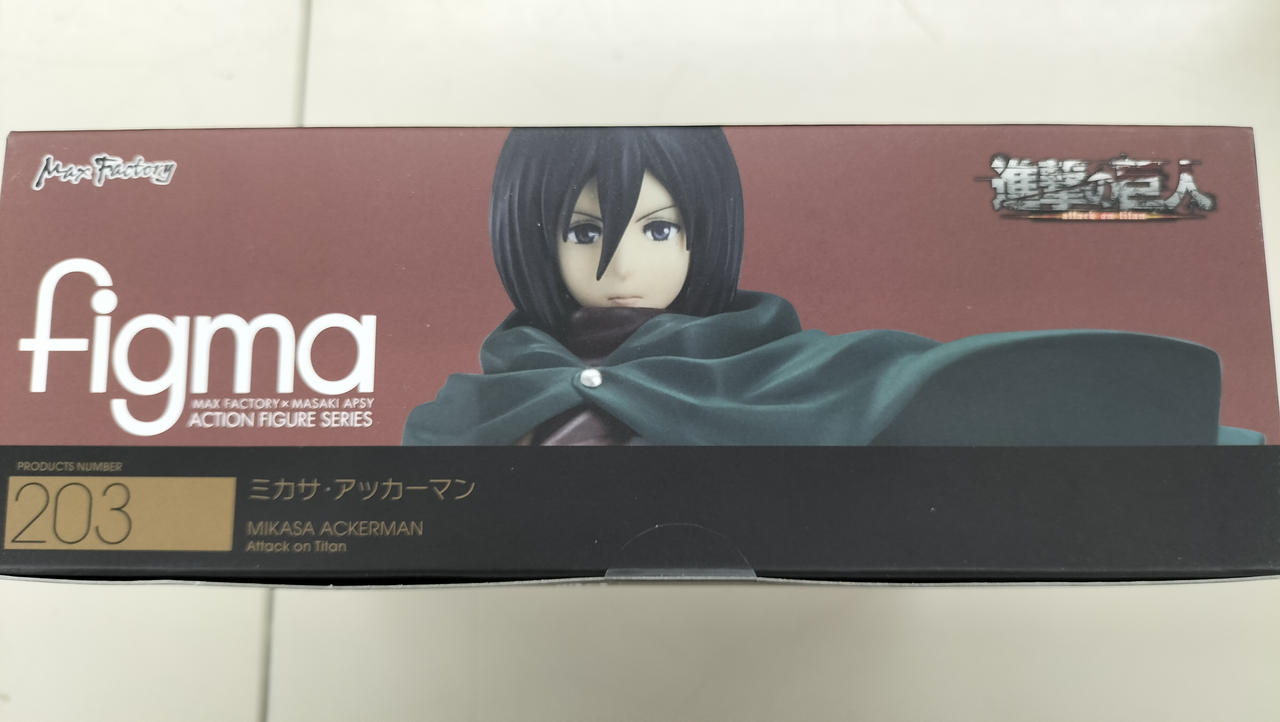 Max Factory
進撃の巨人
attack on titan
figma
MAX FACTORY×MASAKI APSY
ACTION FIGURE SERIES
PRODUCTS NUMBER
203
ミカサ・アッカーマン
MIKASA ACKERMAN
Attack on Titan